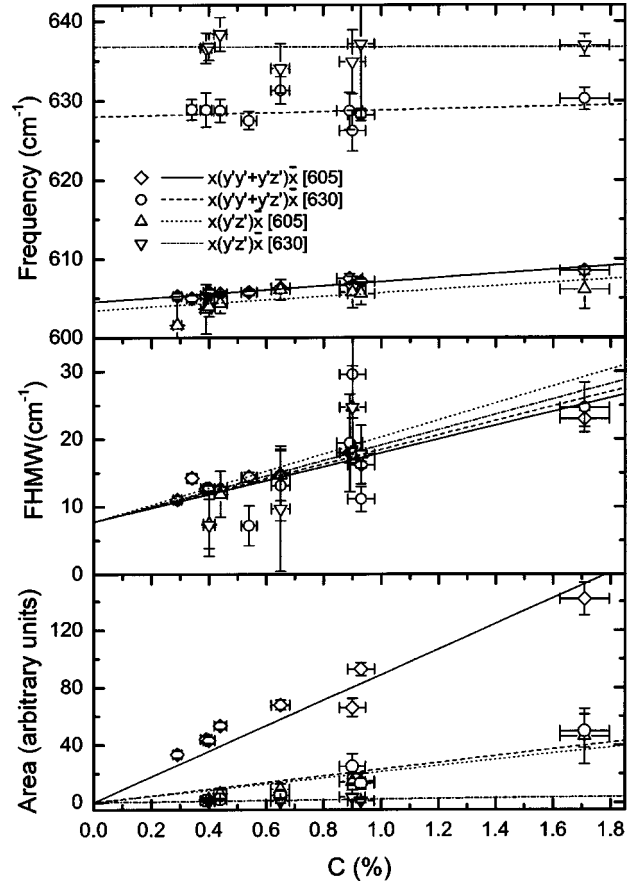 640
630
620
610
600
Frequency (cm⁻¹)
x(y'y'+y'z')x̄ [605]
x(y'y'+y'z')x̄ [630]
x(y'z')x̄ [605]
x(y'z')x̄ [630]
30
20
10
0
FHMW(cm⁻¹)
120
80
40
0
Area (arbitrary units)
0.0 0.2 0.4 0.6 0.8 1.0 1.2 1.4 1.6 1.8
C (%)